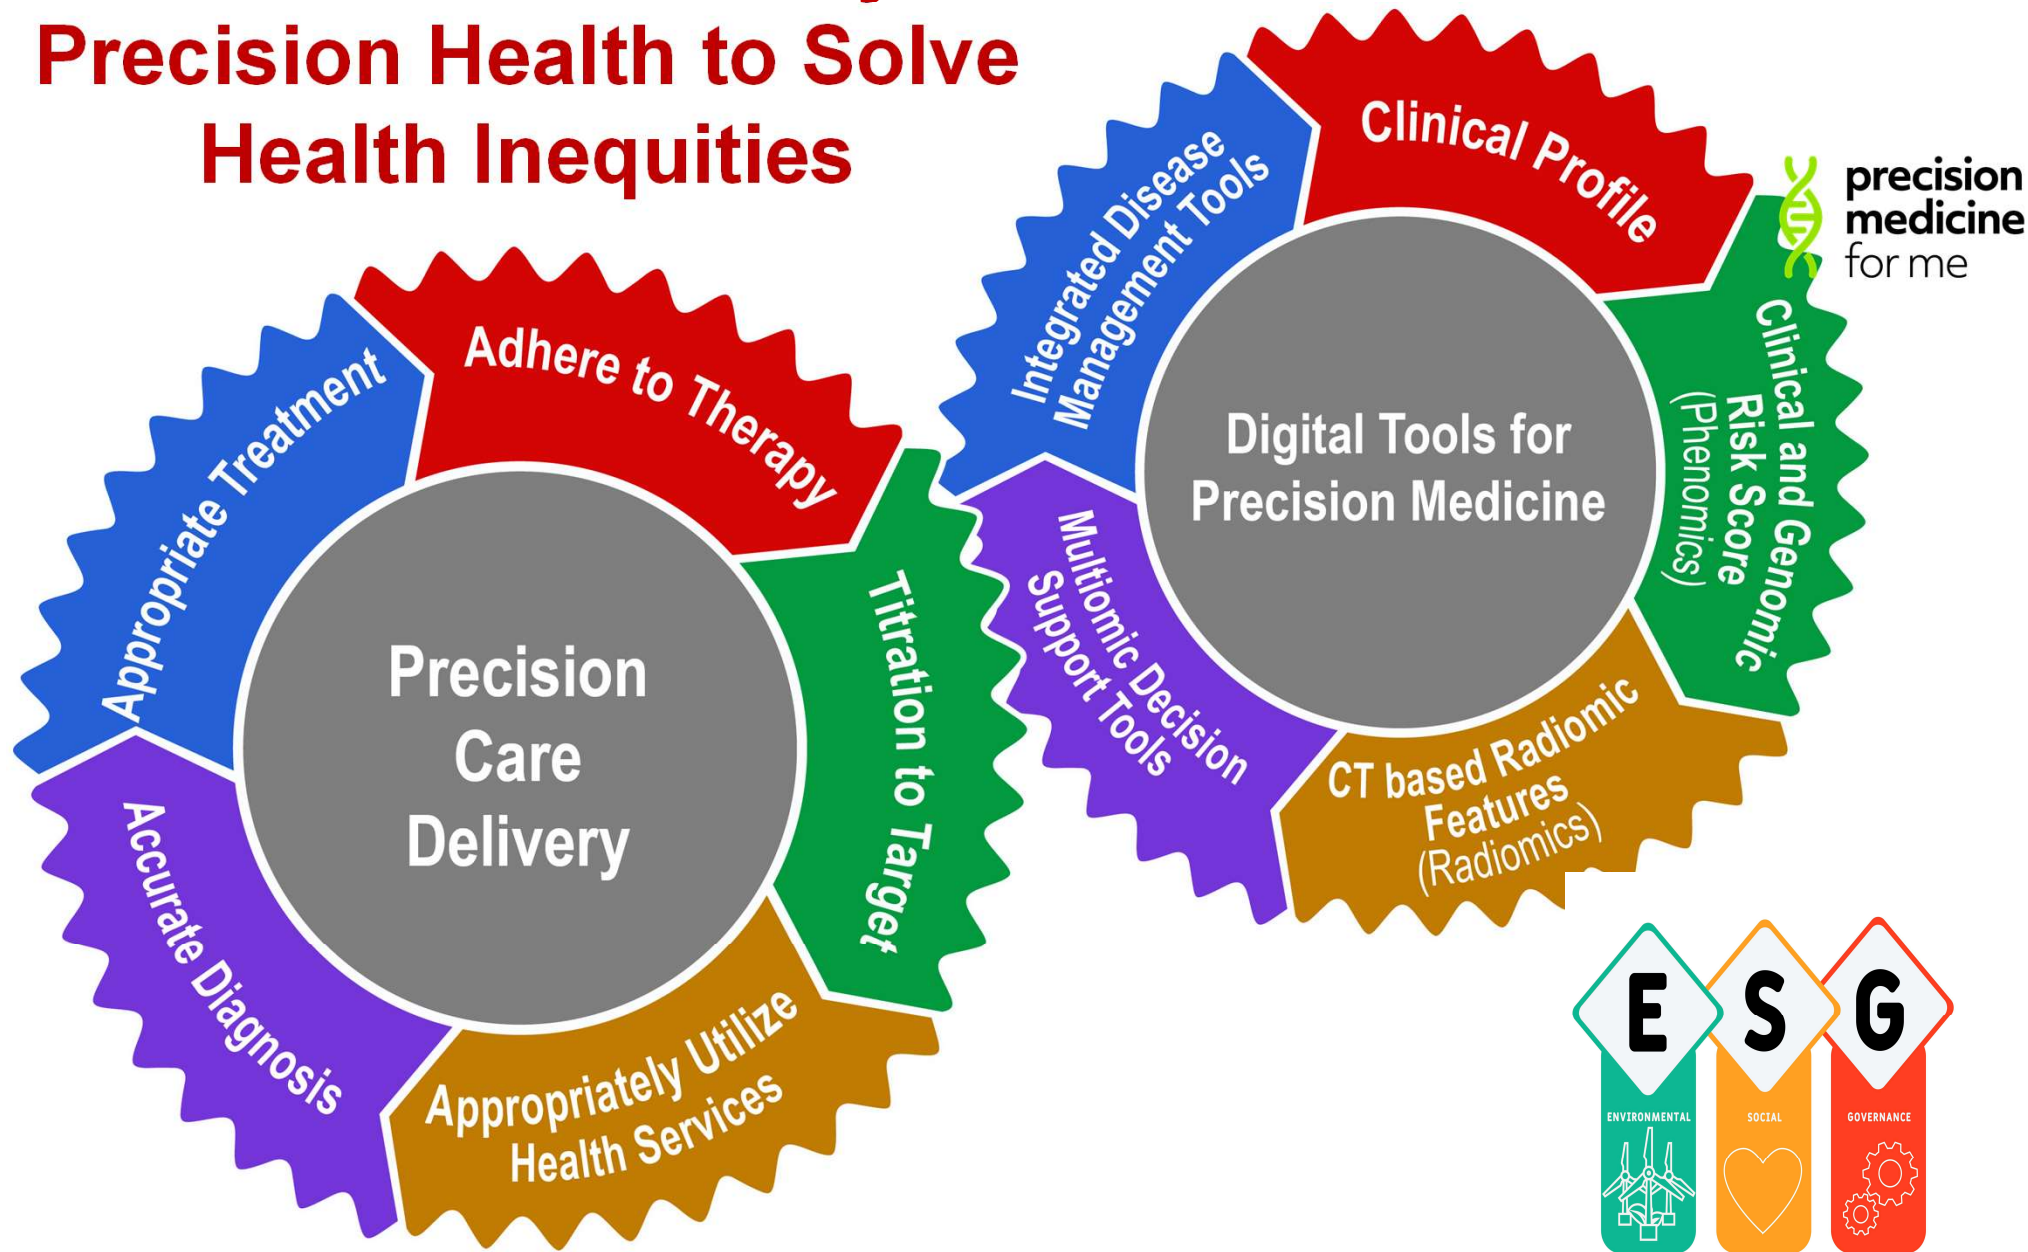 Precision Health to Solve
Health Inequities
Adhere to Therapy
Titration to Target
Appropriately Utilize
Health Services
Accurate Diagnosis
Appropriate Treatment
Precision
Care
Delivery
Clinical Profile
Clinical and Genomic
Risk Score
(Phenomics)
CT based Radiomic
Features
(Radiomics)
Multiomic Decision
Support Tools
Integrated Disease
Management Tools
Digital Tools for
Precision Medicine
precision
medicine
for me
E S G
ENVIRONMENTAL
SOCIAL
GOVERNANCE